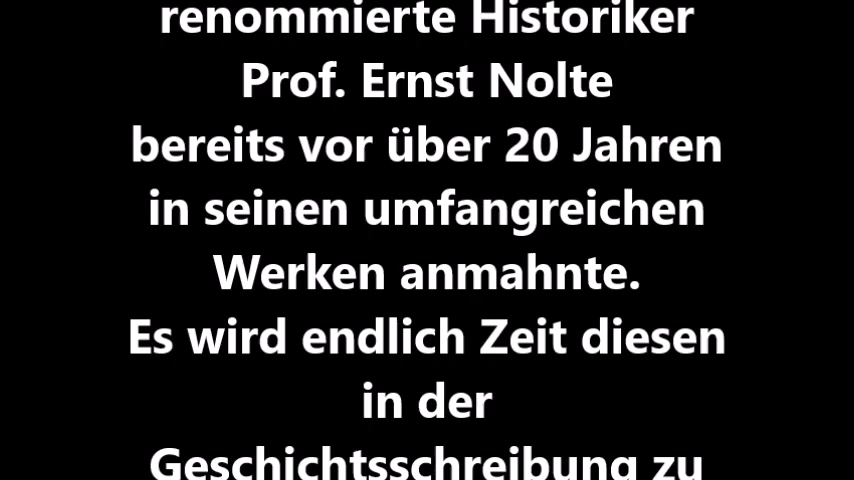 renommierte Historiker
Prof. Ernst Nolte
bereits vor über 20 Jahren
in seinen umfangreichen
Werken anmahnte.
Es wird endlich Zeit diesen
in der
Geschichtsschreibung zu